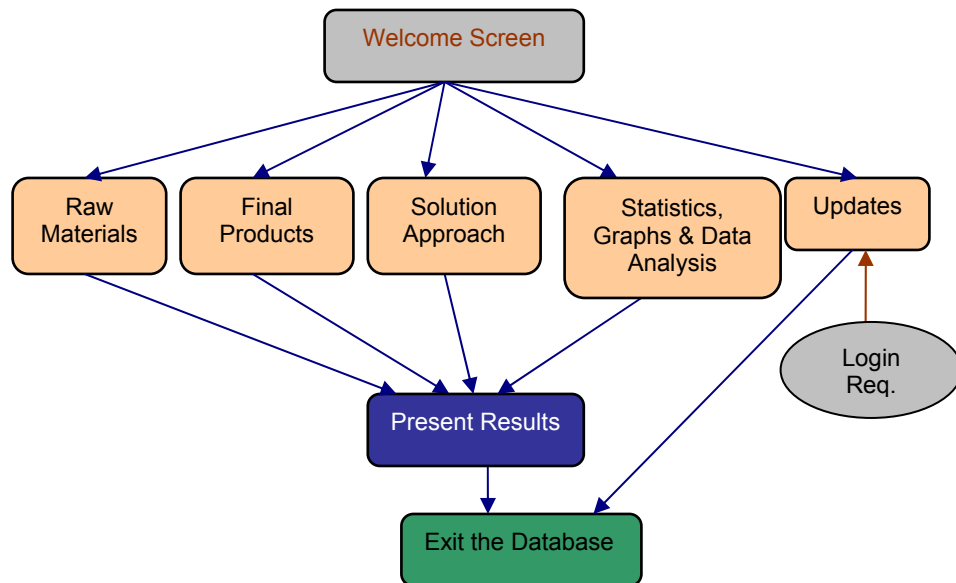 Welcome Screen
Raw
Materials
Final
Products
Solution
Approach
Statistics,
Graphs & Data
Analysis
Updates
Login
Req.
Present Results
Exit the Database